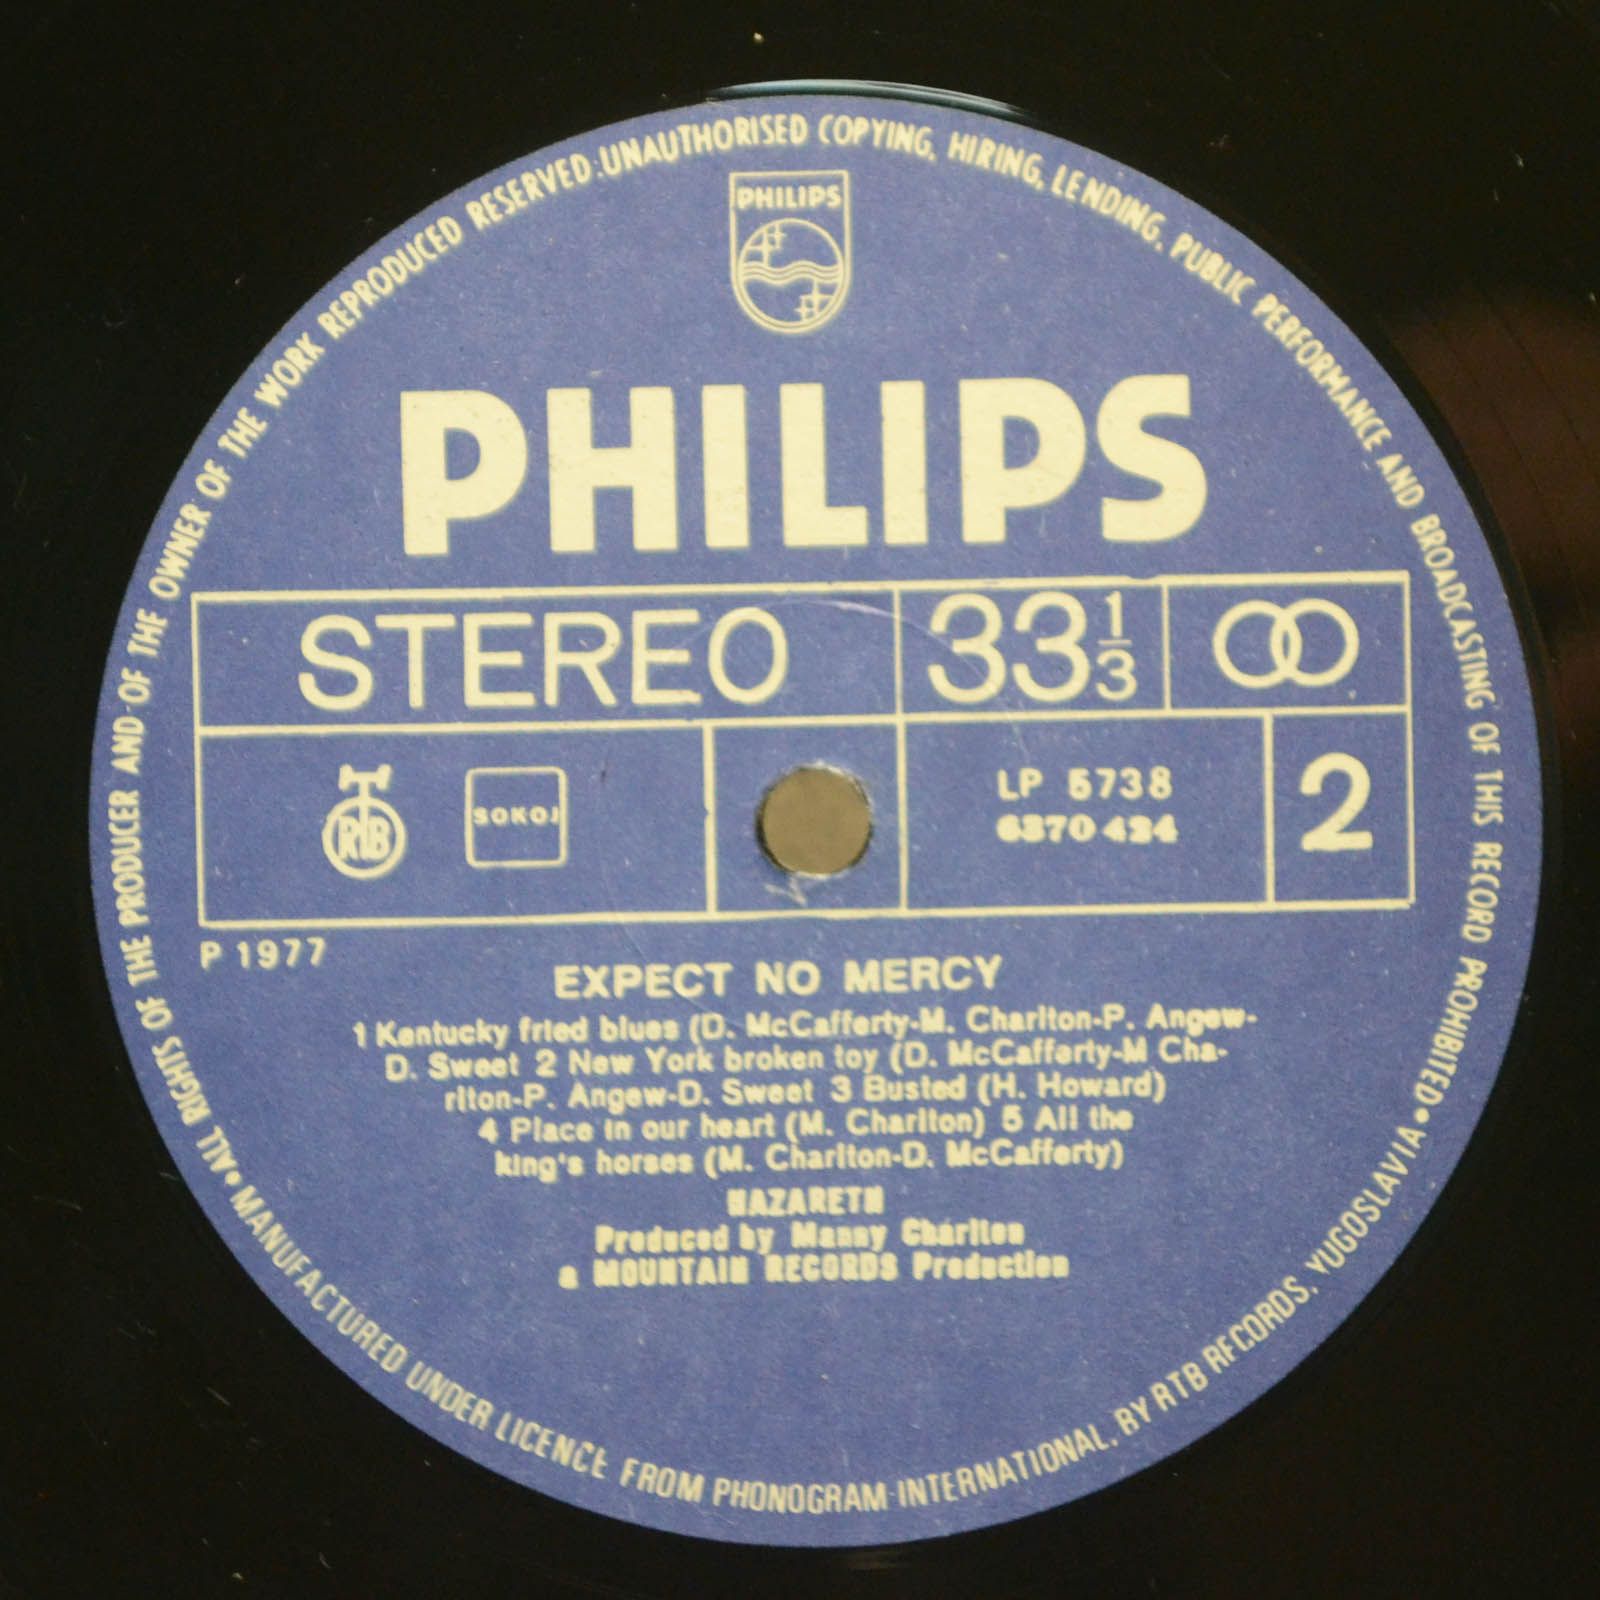 ALL RIGHTS OF THE PRODUCER AND OF THE OWNER OF THE WORK REPRODUCED RESERVED. UNAUTHORISED COPYING, HIRING, LENDING, PUBLIC PERFORMANCE AND BROADCASTING OF THIS RECORD PROHIBITED •
PHILIPS
PHILIPS
STEREO 33 1/3
RTB SOKOJ LP 5738 2
6370 424
P 1977
EXPECT NO MERCY
1 Kentucky fried blues (D. McCafferty-M. Charlton-P. Angew-
D. Sweet 2 New York broken toy (D. McCafferty-M Cha-
rlton-P. Angew-D. Sweet 3 Busted (H. Howard)
4 Place in our heart (M. Charlton) 5 All the
king's horses (M. Charlton-D. McCafferty)
NAZARETH
Produced by Manny Charlton
a MOUNTAIN RECORDS Production
• MANUFACTURED UNDER LICENCE FROM PHONOGRAM INTERNATIONAL, BY RTB RECORDS, YUGOSLAVIA •